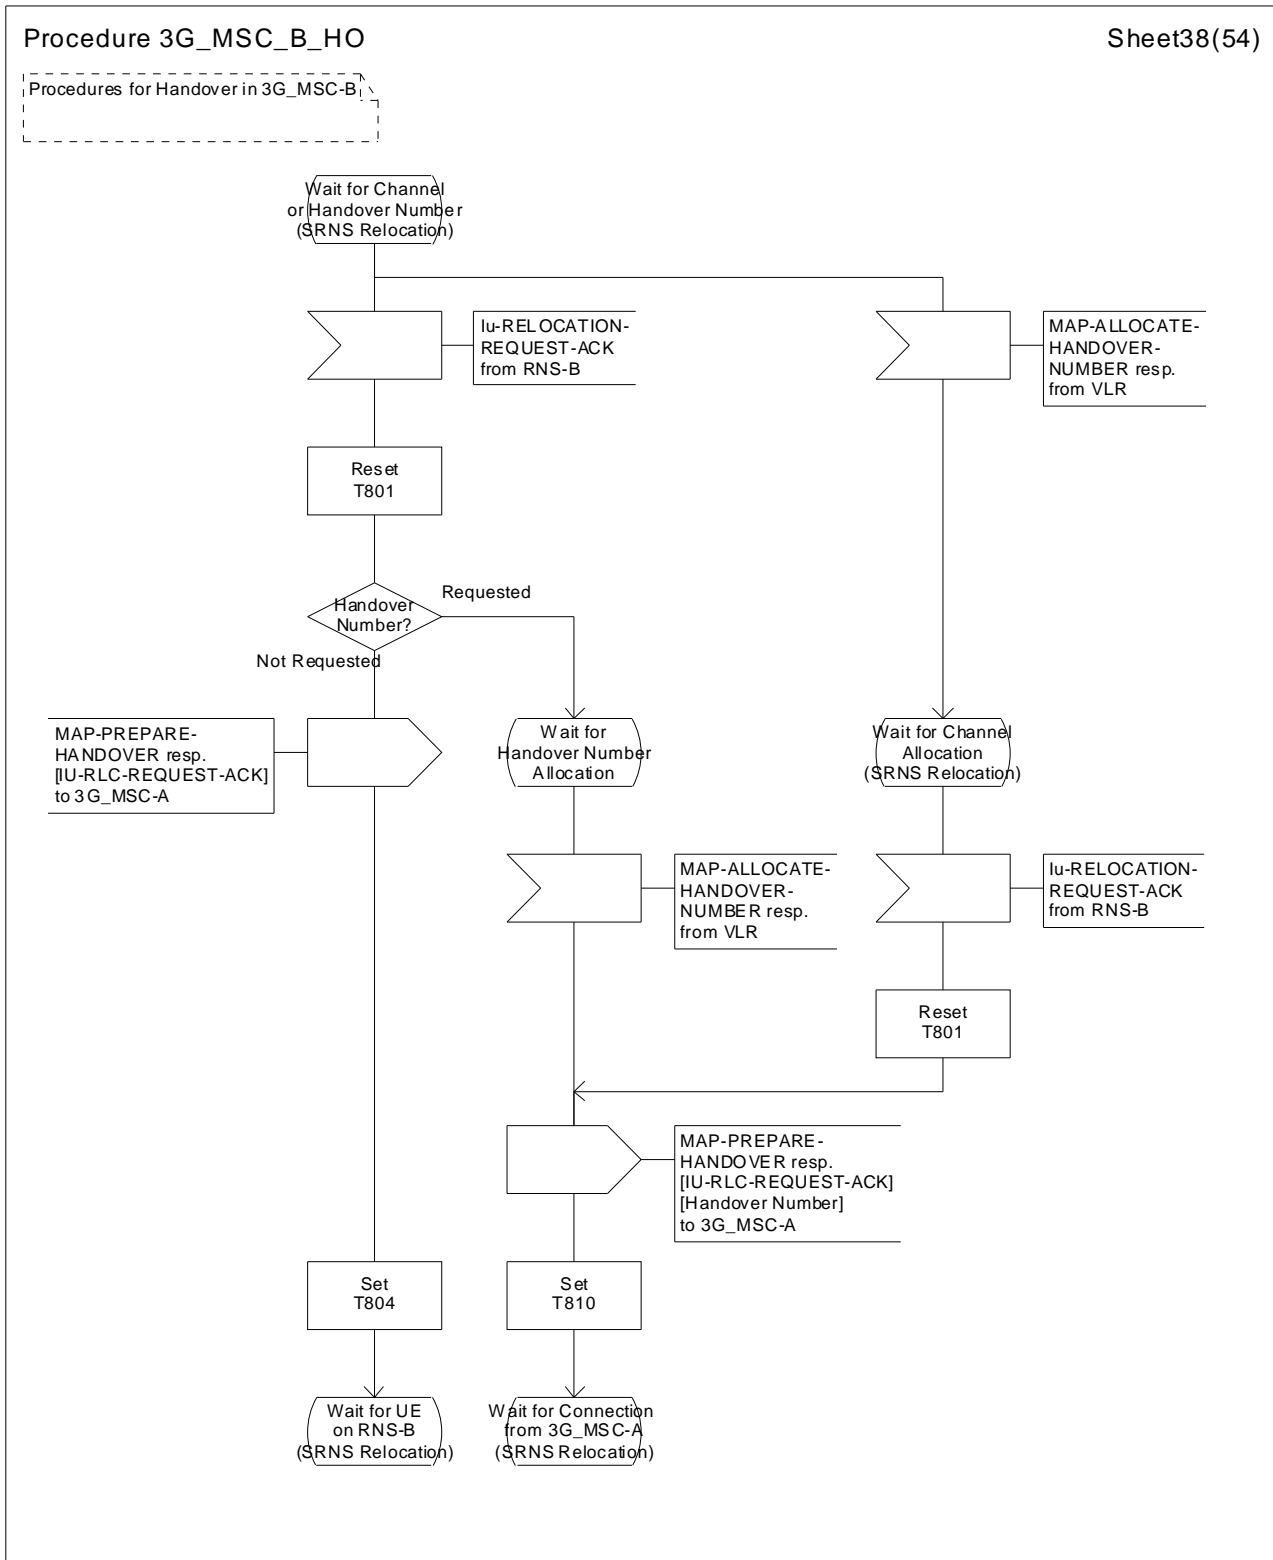 Procedure 3G_MSC_B_HO
Sheet38(54)
Procedures for Handover in 3G_MSC-B
Wait for Channel
or Handover Number
(SRNS Relocation)
Iu-RELOCATION-
REQUEST-ACK
from RNS-B
MAP-ALLOCATE-
HANDOVER-
NUMBER resp.
from VLR
Reset
T801
Handover
Number?
Requested
Not Requested
MAP-PREPARE-
HANDOVER resp.
[IU-RLC-REQUEST-ACK]
to 3G_MSC-A
Wait for
Handover Number
Allocation
Wait for Channel
Allocation
(SRNS Relocation)
MAP-ALLOCATE-
HANDOVER-
NUMBER resp.
from VLR
Iu-RELOCATION-
REQUEST-ACK
from RNS-B
Reset
T801
MAP-PREPARE-
HANDOVER resp.
[IU-RLC-REQUEST-ACK]
[Handover Number]
to 3G_MSC-A
Set
T804
Set
T810
Wait for UE
on RNS-B
(SRNS Relocation)
Wait for Connection
from 3G_MSC-A
(SRNS Relocation)